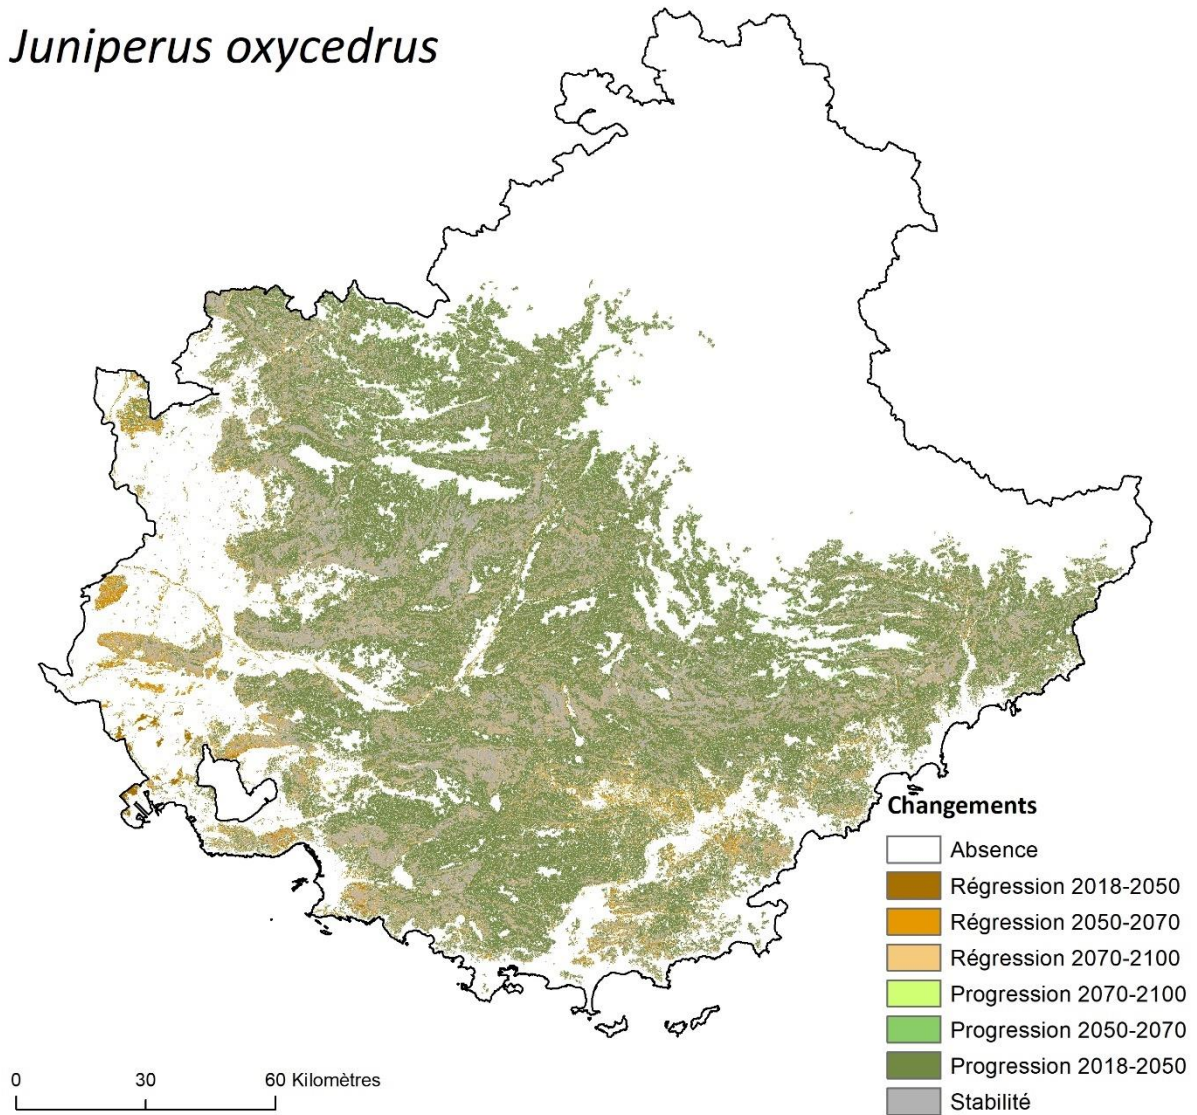 Juniperus oxycedrus
Changements
Absence
Régression 2018-2050
Régression 2050-2070
Régression 2070-2100
Progression 2070-2100
Progression 2050-2070
Progression 2018-2050
Stabilité
0 30 60 Kilomètres